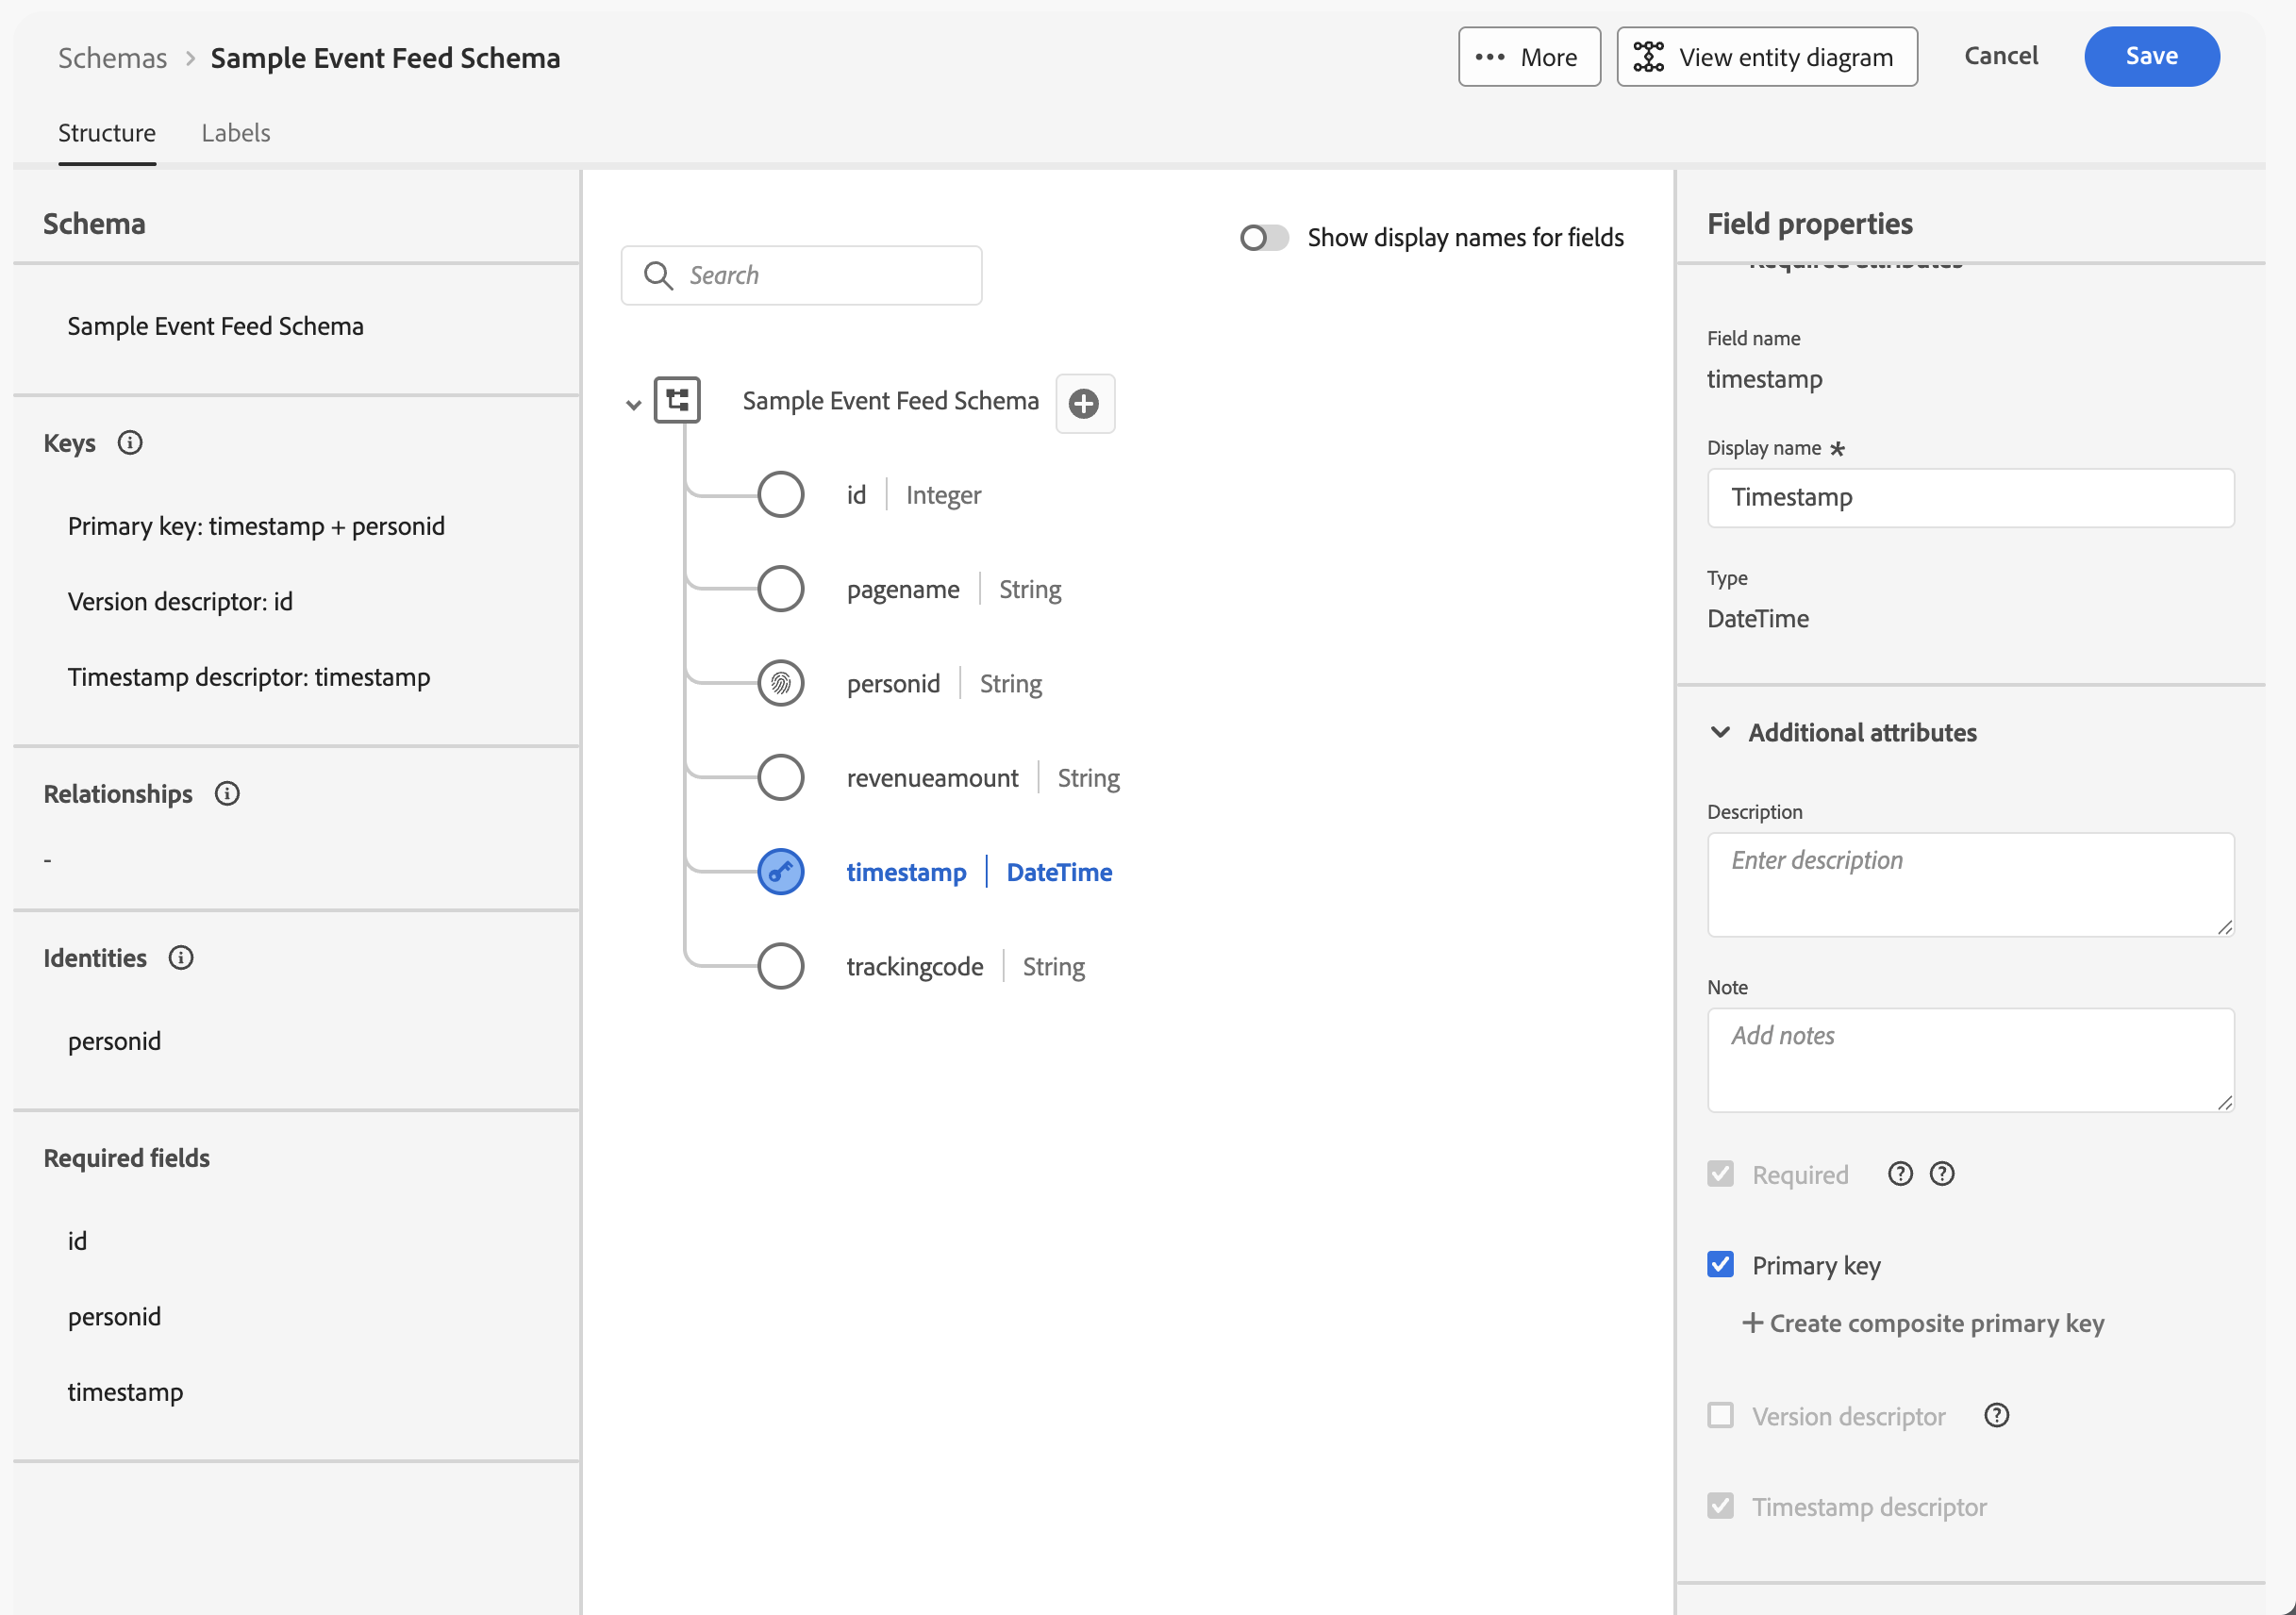 Schemas > Sample Event Feed Schema
More
View entity diagram
Cancel
Save
Structure
Labels
Schema
Sample Event Feed Schema
Keys
Primary key: timestamp + personid
Version descriptor: id
Timestamp descriptor: timestamp
Relationships
-
Identities
personid
Required fields
id
personid
timestamp
Search
Show display names for fields
Sample Event Feed Schema
id | Integer
pagename | String
personid | String
revenueamount | String
timestamp | DateTime
trackingcode | String
Field properties
Required attributes
Field name
timestamp
Display name *
Timestamp
Type
DateTime
Additional attributes
Description
Enter description
Note
Add notes
Required
Primary key
+ Create composite primary key
Version descriptor
Timestamp descriptor